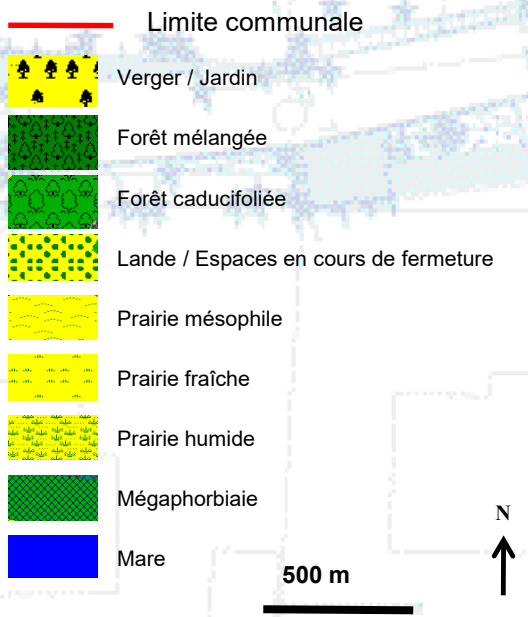 Limite communale
Verger / Jardin
Forêt mélangée
Forêt caducifoliée
Lande / Espaces en cours de fermeture
Prairie mésophile
Prairie fraîche
Prairie humide
Mégaphorbiaie
N
Mare
500 m